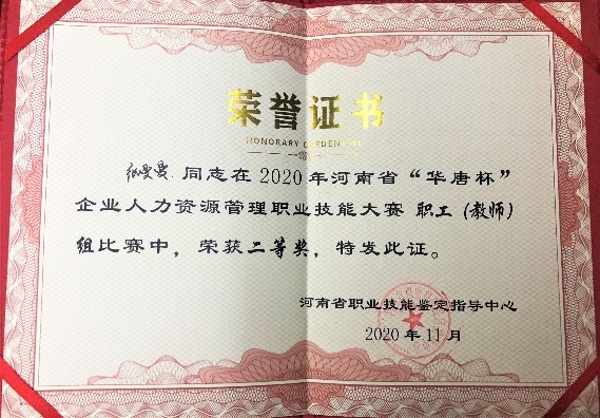 荣誉证书
HONORARY CREDENTIAL
张曼曼 同志在2020年河南省“华唐杯”
企业人力资源管理职业技能大赛 职工（教师）
组比赛中，荣获二等奖，特发此证。
河南省职业技能鉴定指导中心
2020年11月